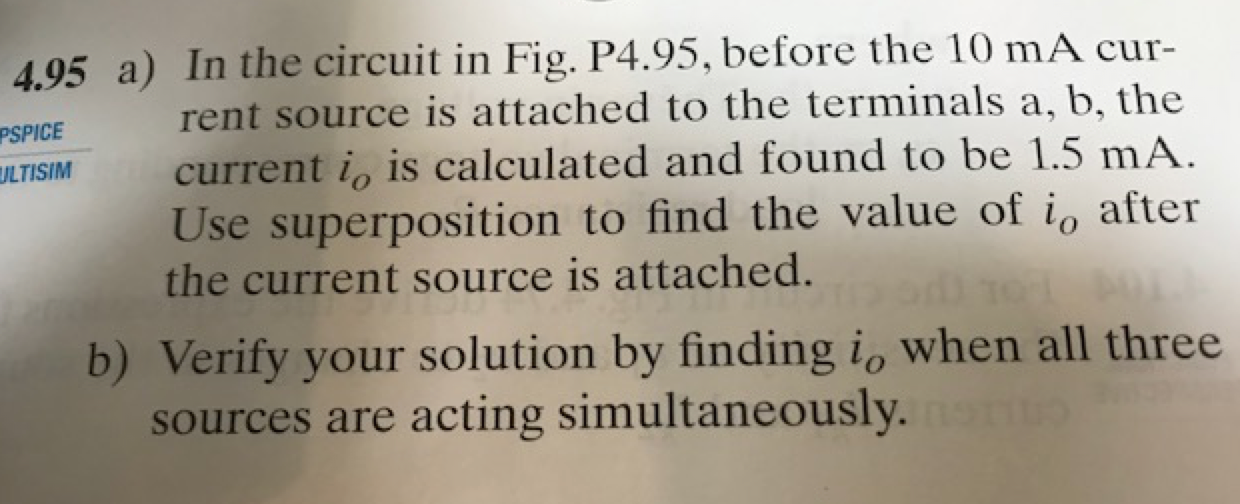 4.95 a) In the circuit in Fig. P4.95, before the 10 mA cur-
PSPICE rent source is attached to the terminals a, b, the
ULTISIM current i_o is calculated and found to be 1.5 mA.
Use superposition to find the value of i_o after
the current source is attached.
b) Verify your solution by finding i_o when all three
sources are acting simultaneously.